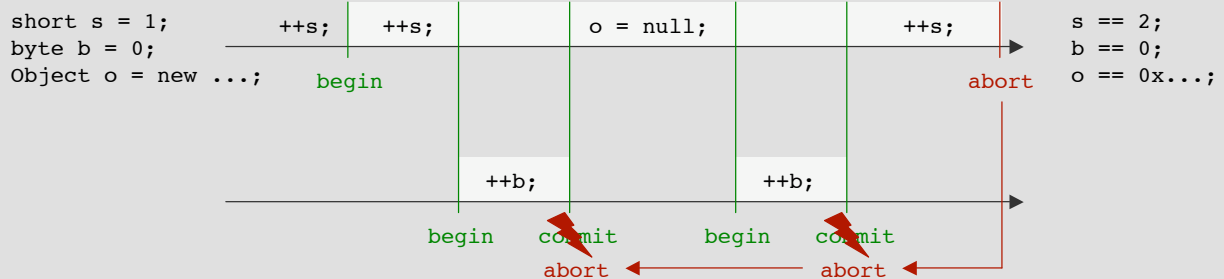 short s = 1;
byte b = 0;
Object o = new ...;
++s;
++s;
o = null;
++s;
s == 2;
b == 0;
o == 0x...;
begin
abort
++b;
++b;
begin
commit
begin
commit
abort
abort